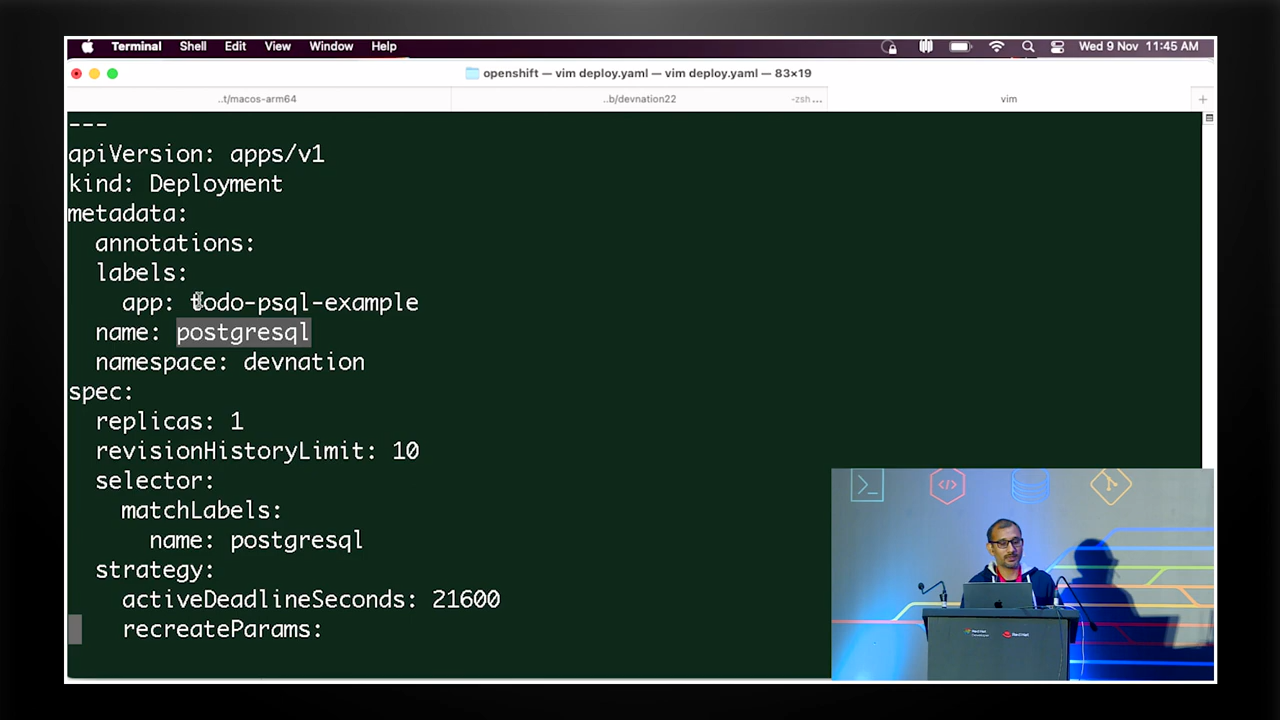 Terminal Shell Edit View Window Help Wed 9 Nov 11:45 AM
openshift — vim deploy.yaml — vim deploy.yaml — 83×19
..t/macos-arm64 ..b/devnation22 -zsh ... vim +
---
apiVersion: apps/v1
kind: Deployment
metadata:
  annotations:
  labels:
    app: todo-psql-example
  name: postgresql
  namespace: devnation
spec:
  replicas: 1
  revisionHistoryLimit: 10
  selector:
    matchLabels:
      name: postgresql
  strategy:
    activeDeadlineSeconds: 21600
    recreateParams:
Red Hat